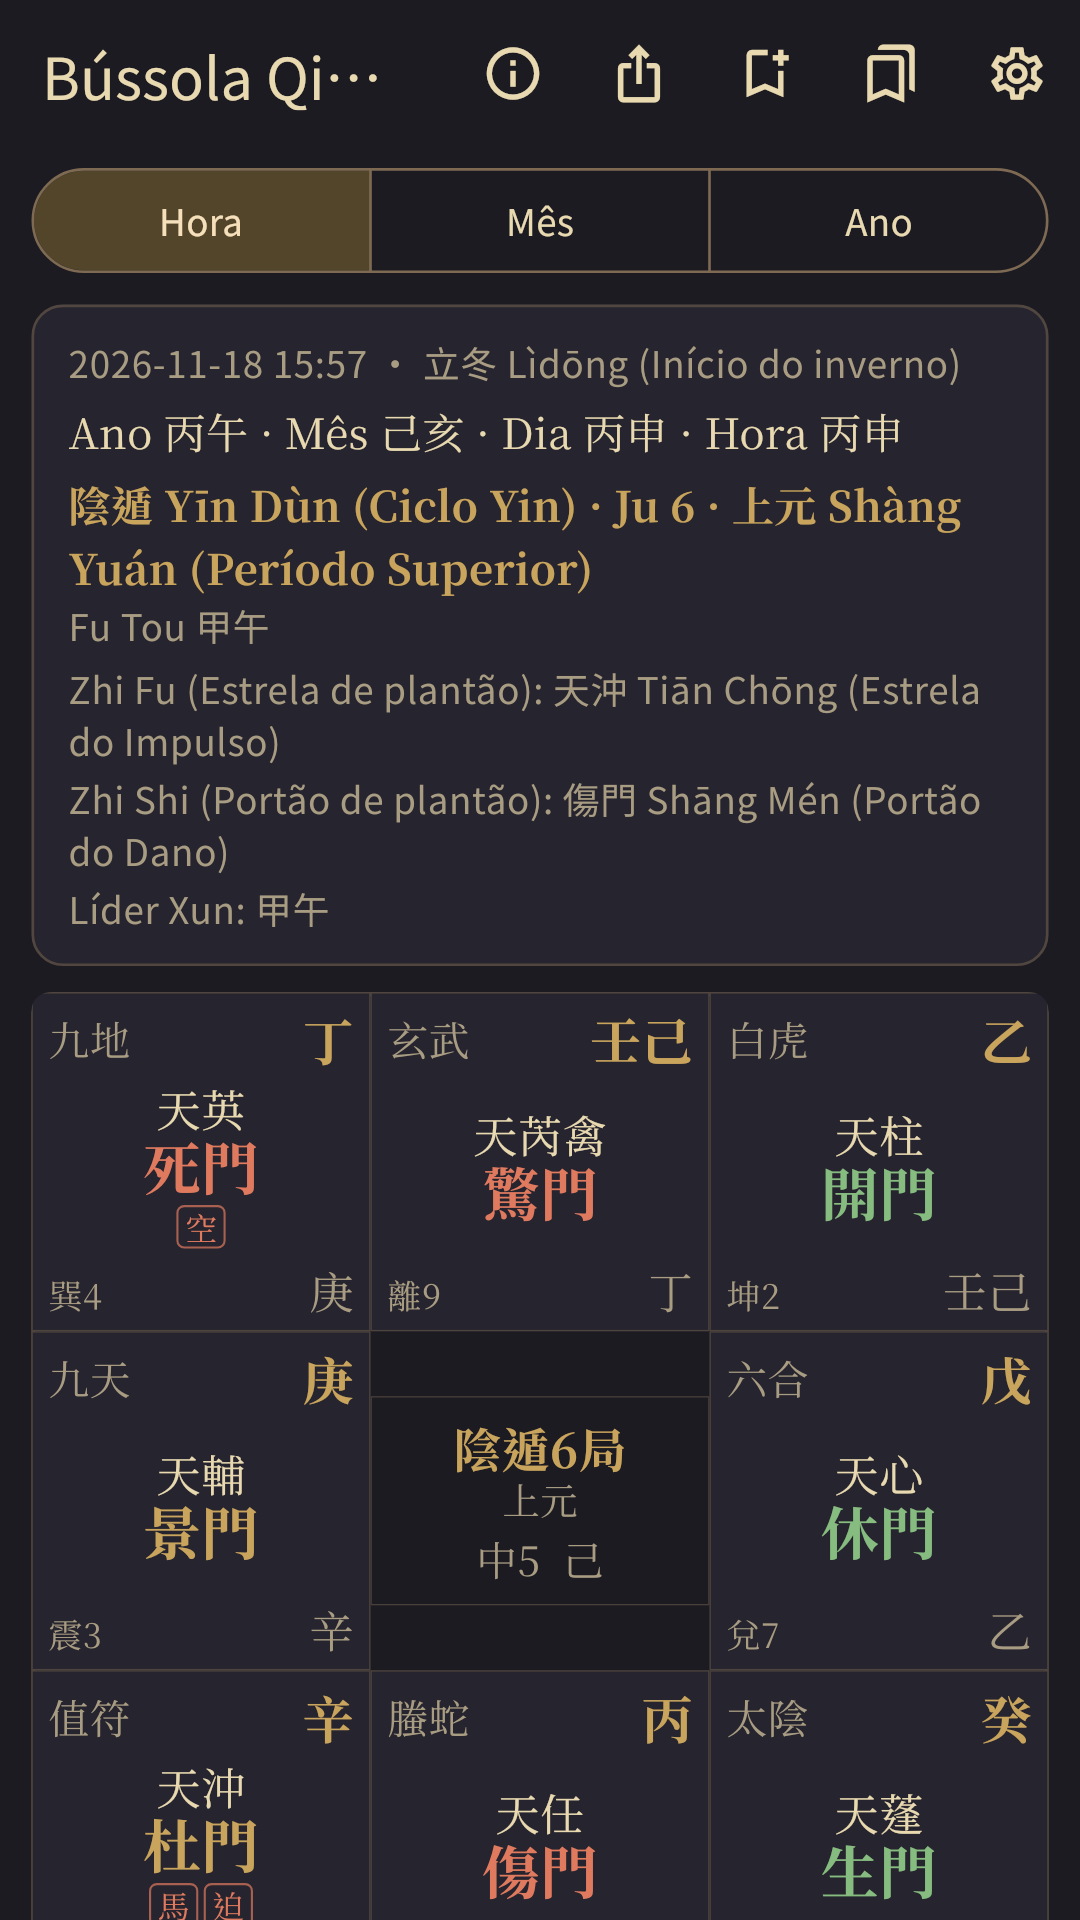 Bússola Qi···
Hora
Mês
Ano
2026-11-18 15:57 · 立冬 Lìdōng (Início do inverno)
Ano 丙午 · Mês 己亥 · Dia 丙申 · Hora 丙申
陰遁 Yīn Dùn (Ciclo Yin) · Ju 6 · 上元 Shàng
Yuán (Período Superior)
Fu Tou 甲午
Zhi Fu (Estrela de plantão): 天沖 Tiān Chōng (Estrela
do Impulso)
Zhi Shi (Portão de plantão): 傷門 Shāng Mén (Portão
do Dano)
Líder Xun: 甲午
九地 丁
天英
死門
空
巽4 庚
玄武 壬己
天芮禽
驚門
離9 丁
白虎 乙
天柱
開門
坤2 壬己
九天 庚
天輔
景門
震3 辛
陰遁6局
上元
中5 己
六合 戊
天心
休門
兌7 乙
值符 辛
天沖
杜門
馬 迫
螣蛇 丙
天任
傷門
太陰 癸
天蓬
生門